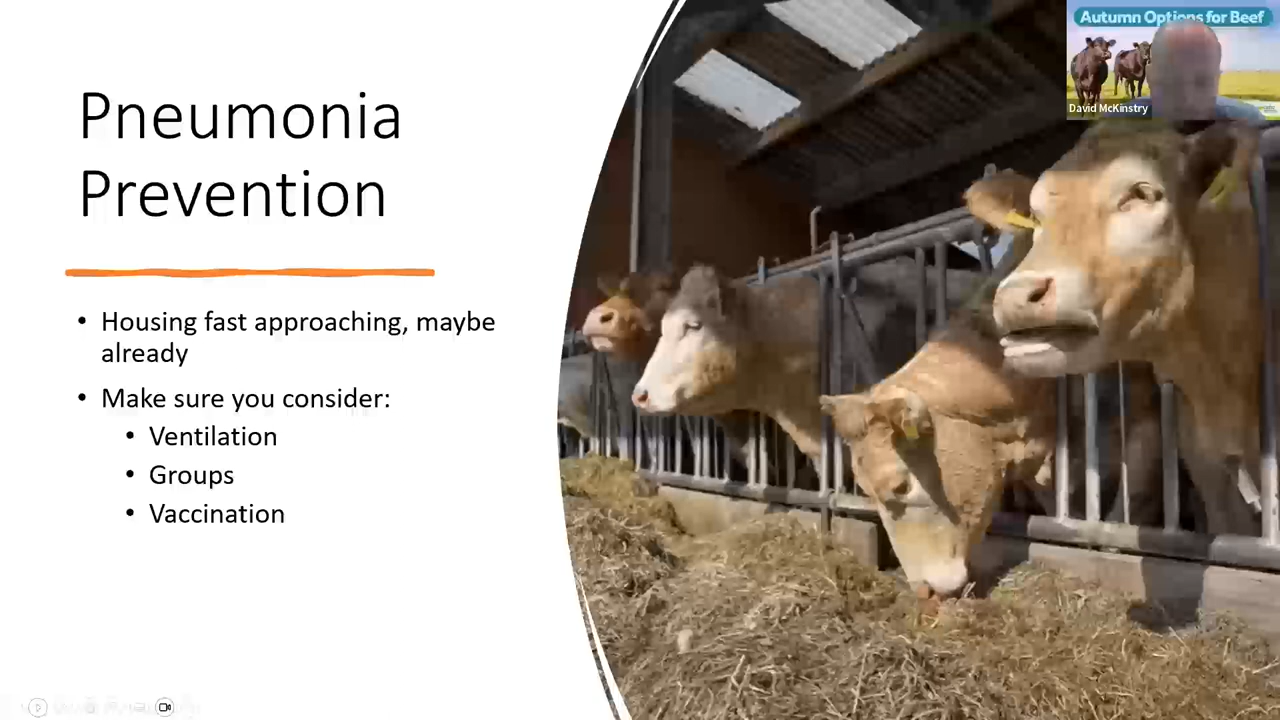 Pneumonia
Prevention
• Housing fast approaching, maybe
already
• Make sure you consider:
• Ventilation
• Groups
• Vaccination
Autumn Options for Beef
David McKinstry